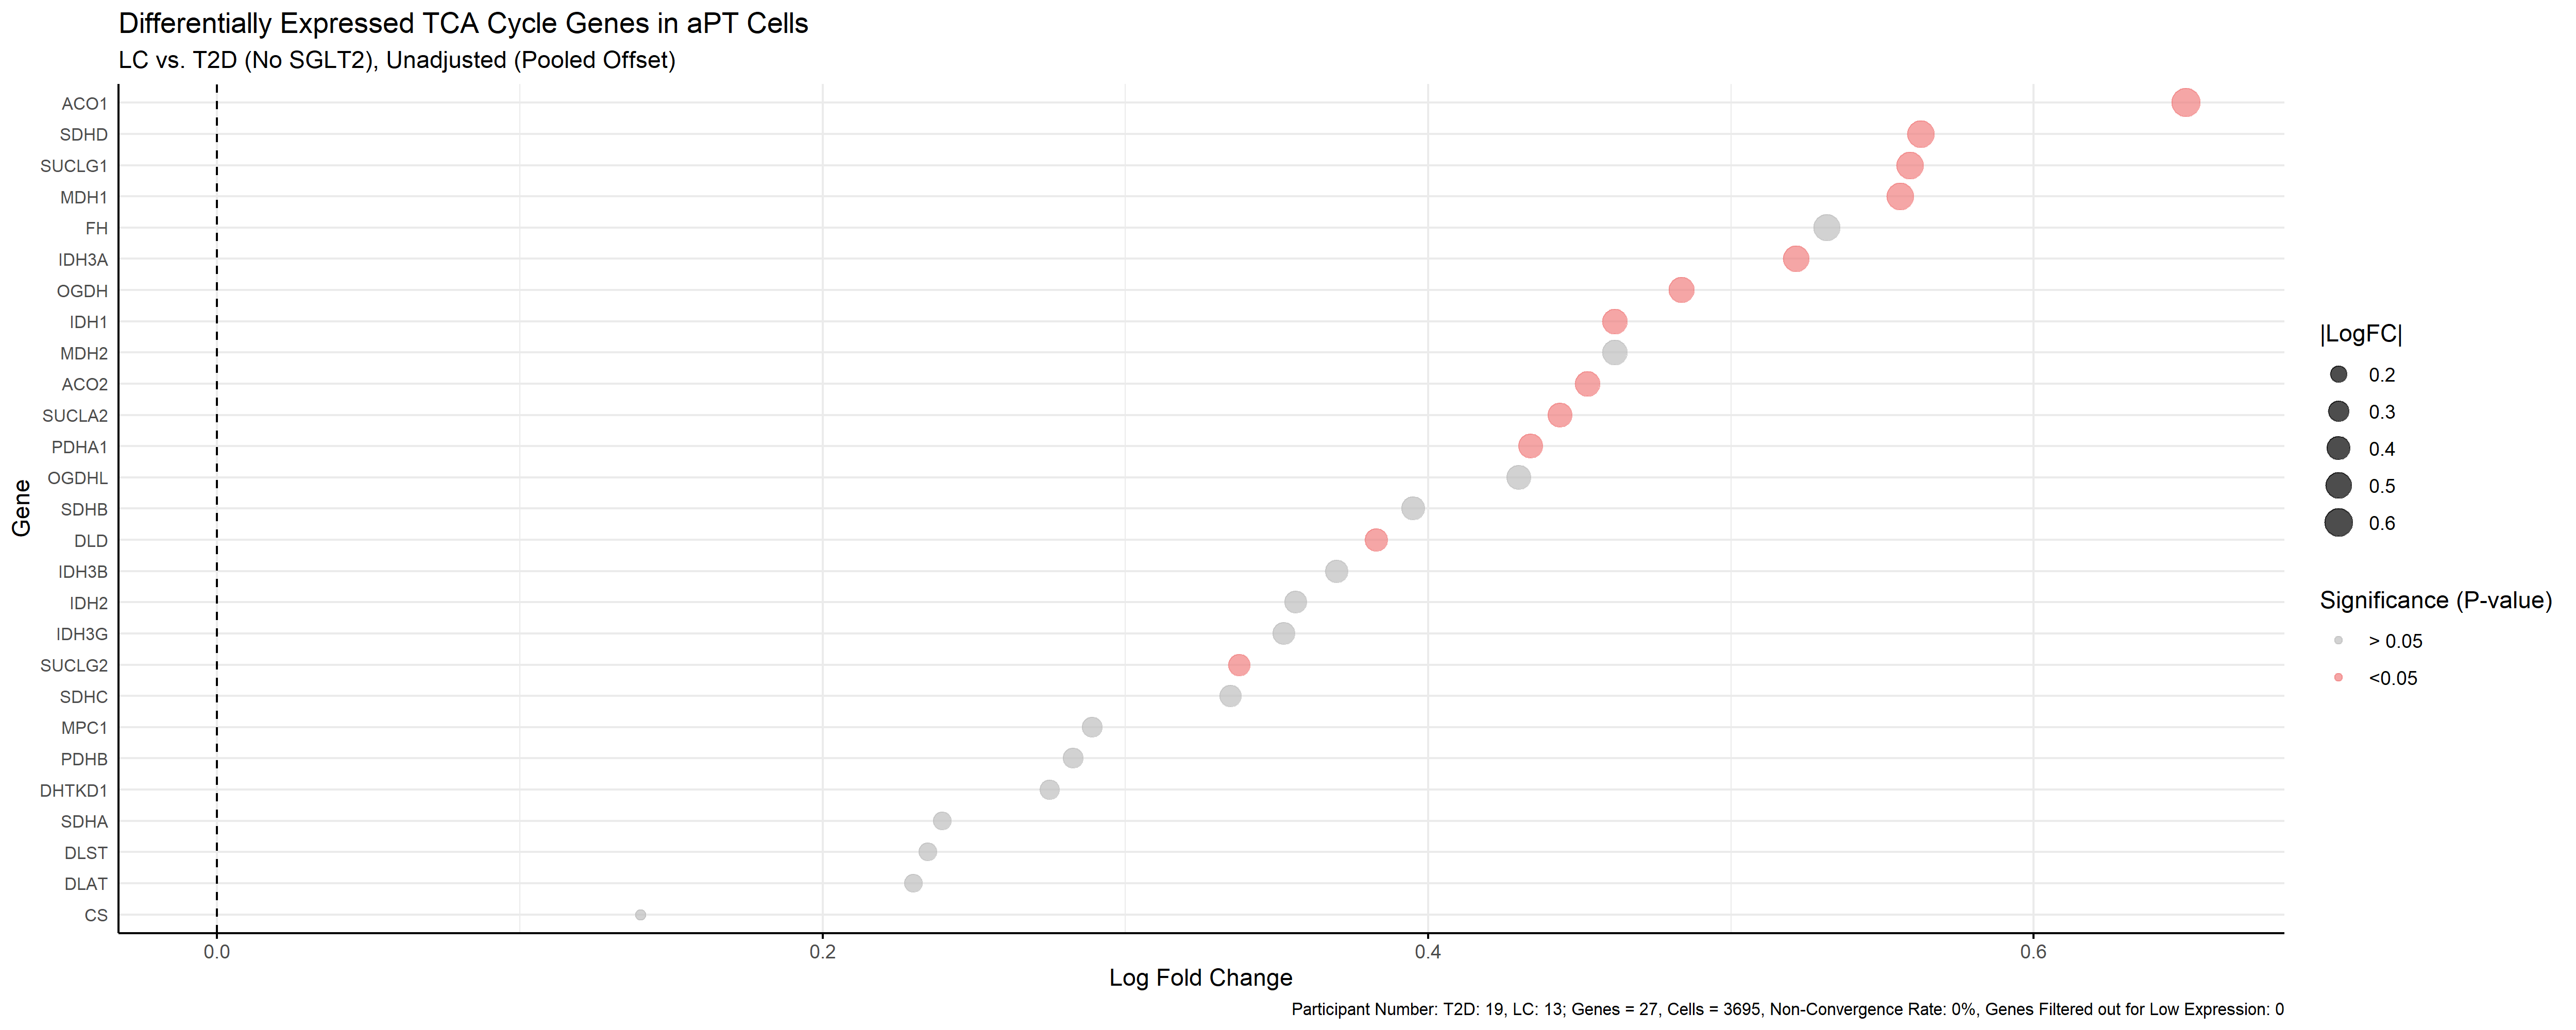 Differentially Expressed TCA Cycle Genes in aPT Cells
LC vs. T2D (No SGLT2), Unadjusted (Pooled Offset)
Gene
ACO1
SDHD
SUCLG1
MDH1
FH
IDH3A
OGDH
IDH1
MDH2
ACO2
SUCLA2
PDHA1
OGDHL
SDHB
DLD
IDH3B
IDH2
IDH3G
SUCLG2
SDHC
MPC1
PDHB
DHTKD1
SDHA
DLST
DLAT
CS
0.0 0.2 0.4 0.6
Log Fold Change
|LogFC|
0.2
0.3
0.4
0.5
0.6
Significance (P-value)
> 0.05
<0.05
Participant Number: T2D: 19, LC: 13; Genes = 27, Cells = 3695, Non-Convergence Rate: 0%, Genes Filtered out for Low Expression: 0